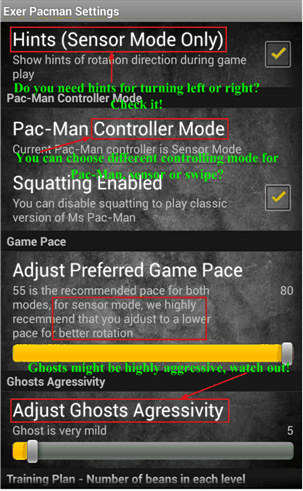 Exer Pacman Settings
Hints (Sensor Mode Only)
Show hints of rotation direction during game
play
Do you need hints for turning left or right?
Check it!
Pac-Man Controller Mode
Pac-Man Controller Mode
Current Pac-Man controller is Sensor Mode
You can choose different controlling mode for
Pac-Man, sensor or swipe?
Squatting Enabled
You can disable squatting to play classic
version of Ms Pac-Man
Game Pace
Adjust Preferred Game Pace
55 is the recommended pace for both
80
modes, for sensor mode, we highly
recemmend that you ajdust to a lower
pace for better rotation
Ghosts might be highly aggressive, watch out!
Ghosts Agressivity
Adjust Ghosts Agressivity
Ghost is very mild
5
Training Plan - Number of beans in each level